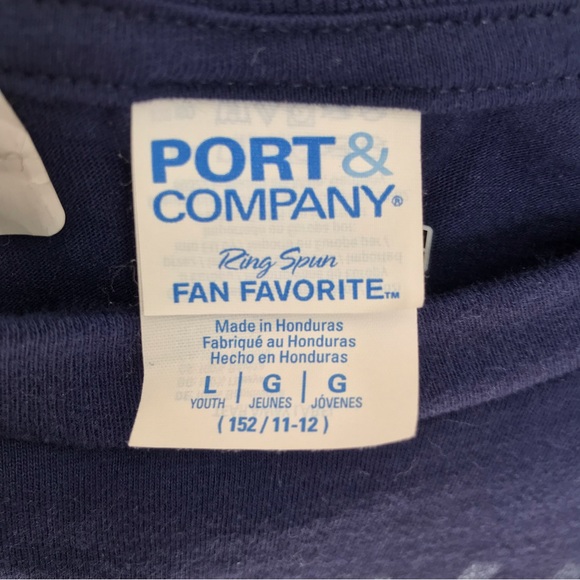 PORT &
COMPANY®
Ring Spun
FAN FAVORITE™
Made in Honduras
Fabriqué au Honduras
Hecho en Honduras
L | G | G
YOUTH | JEUNES | JÓVENES
(152/11-12)